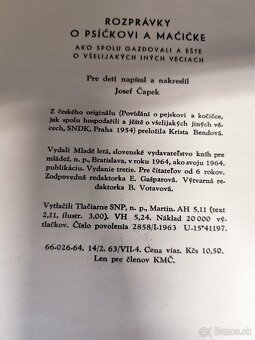 ROZPRÁVKY
O PSÍČKOVI A MAČIČKE
AKO SPOLU GAZDOVALI A EŠTE
O VŠELIJAKÝCH INÝCH VECIACH
Pre deti napísal a nakreslil
Josef Čapek
Z českého originálu (Povídání o pejskovi a kočičce,
jak spolu hospodařili a ještě o všelijakých jiných vě-
cech, SNDK, Praha 1954) preložila Krista Bendová.
Vydali Mladé letá, slovenské vydavateľstvo kníh pre
mládež, n. p., Bratislava, v roku 1964, ako svoju 1964.
publikáciu. Vydanie tretie. Pre čitateľov od 6 rokov.
Zodpovedná redaktorka E. Gašparová. Výtvarná re-
daktorka B. Votavová.
Vytlačili Tlačiarne SNP, n. p., Martin. AH 5,11 (text
2,11, ilustr. 3,00). VH 5,24. Náklad 20 000 vý-
tlačkov. Číslo povolenia 2858/I-1963 U-15*41197.
66-026-64. 14/2. 63/VII-4. Cena viaz. Kčs 10,50.
Len pre členov KMČ.
bazos.sk